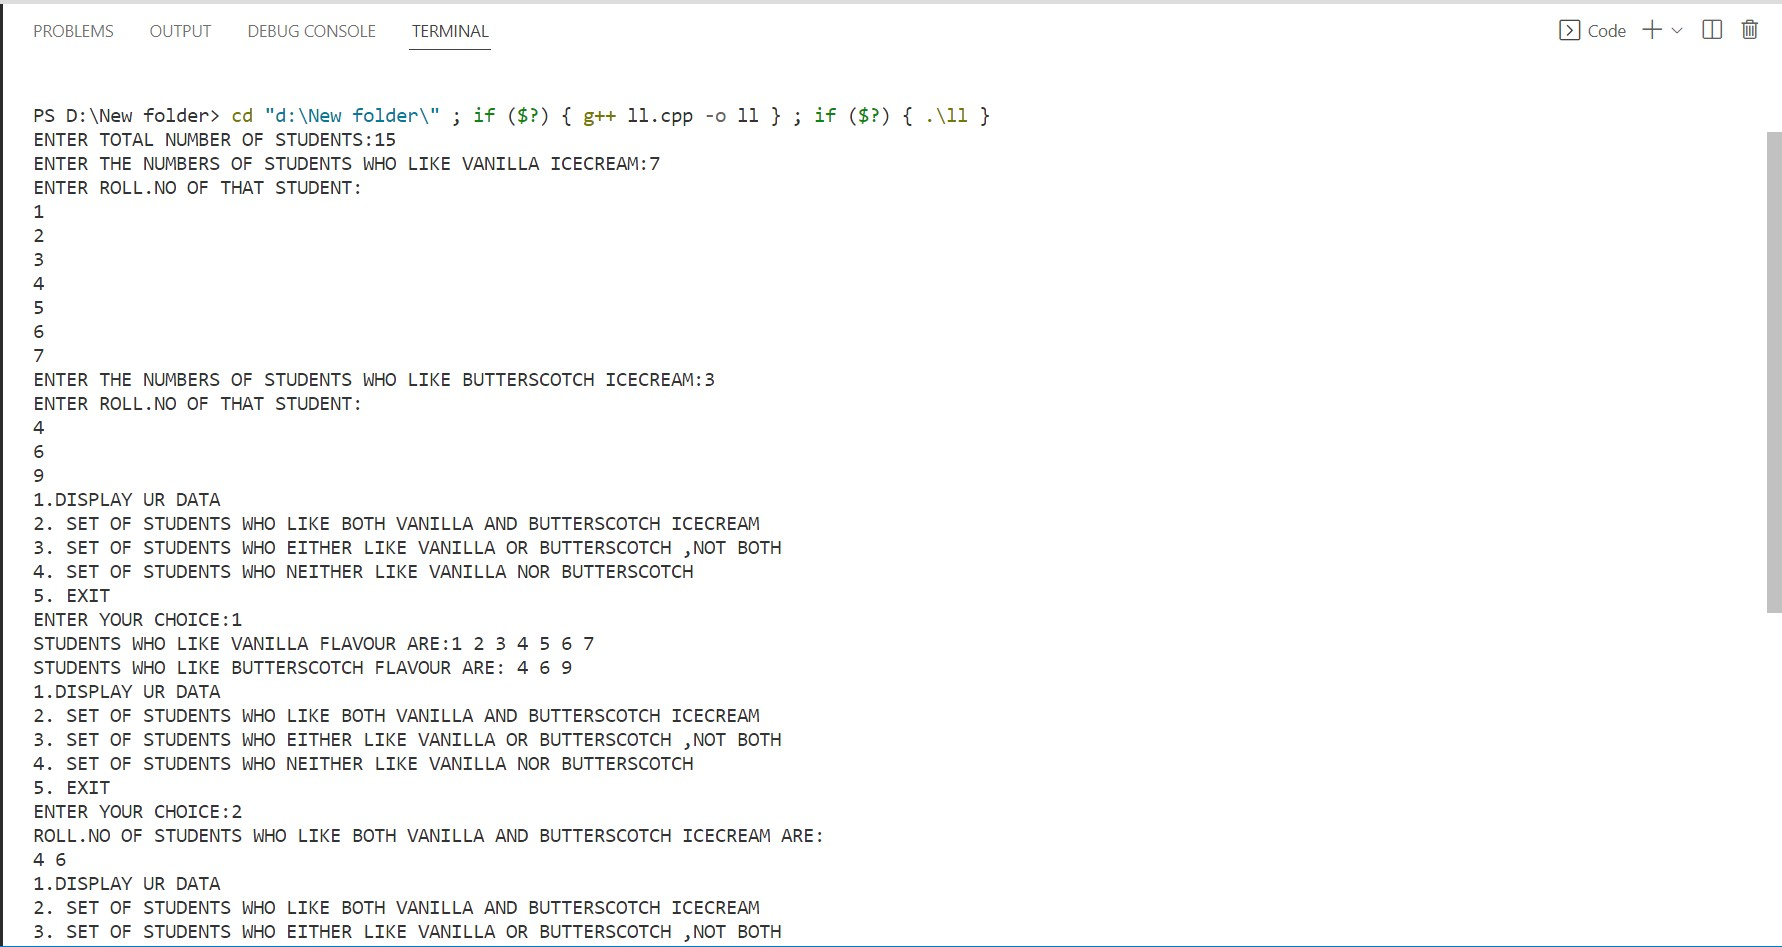 PROBLEMS OUTPUT DEBUG CONSOLE TERMINAL Code
PS D:\New folder> cd "d:\New folder\" ; if ($?) { g++ ll.cpp -o ll } ; if ($?) { .\ll }
ENTER TOTAL NUMBER OF STUDENTS:15
ENTER THE NUMBERS OF STUDENTS WHO LIKE VANILLA ICECREAM:7
ENTER ROLL.NO OF THAT STUDENT:
1
2
3
4
5
6
7
ENTER THE NUMBERS OF STUDENTS WHO LIKE BUTTERSCOTCH ICECREAM:3
ENTER ROLL.NO OF THAT STUDENT:
4
6
9
1.DISPLAY UR DATA
2. SET OF STUDENTS WHO LIKE BOTH VANILLA AND BUTTERSCOTCH ICECREAM
3. SET OF STUDENTS WHO EITHER LIKE VANILLA OR BUTTERSCOTCH ,NOT BOTH
4. SET OF STUDENTS WHO NEITHER LIKE VANILLA NOR BUTTERSCOTCH
5. EXIT
ENTER YOUR CHOICE:1
STUDENTS WHO LIKE VANILLA FLAVOUR ARE:1 2 3 4 5 6 7
STUDENTS WHO LIKE BUTTERSCOTCH FLAVOUR ARE: 4 6 9
1.DISPLAY UR DATA
2. SET OF STUDENTS WHO LIKE BOTH VANILLA AND BUTTERSCOTCH ICECREAM
3. SET OF STUDENTS WHO EITHER LIKE VANILLA OR BUTTERSCOTCH ,NOT BOTH
4. SET OF STUDENTS WHO NEITHER LIKE VANILLA NOR BUTTERSCOTCH
5. EXIT
ENTER YOUR CHOICE:2
ROLL.NO OF STUDENTS WHO LIKE BOTH VANILLA AND BUTTERSCOTCH ICECREAM ARE:
4 6
1.DISPLAY UR DATA
2. SET OF STUDENTS WHO LIKE BOTH VANILLA AND BUTTERSCOTCH ICECREAM
3. SET OF STUDENTS WHO EITHER LIKE VANILLA OR BUTTERSCOTCH ,NOT BOTH